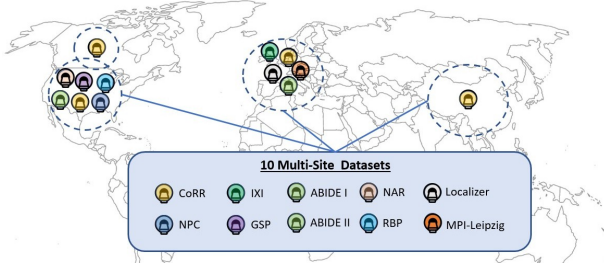 10 Multi-Site Datasets
CoRR IXI ABIDE I NAR Localizer
NPC GSP ABIDE II RBP MPI-Leipzig